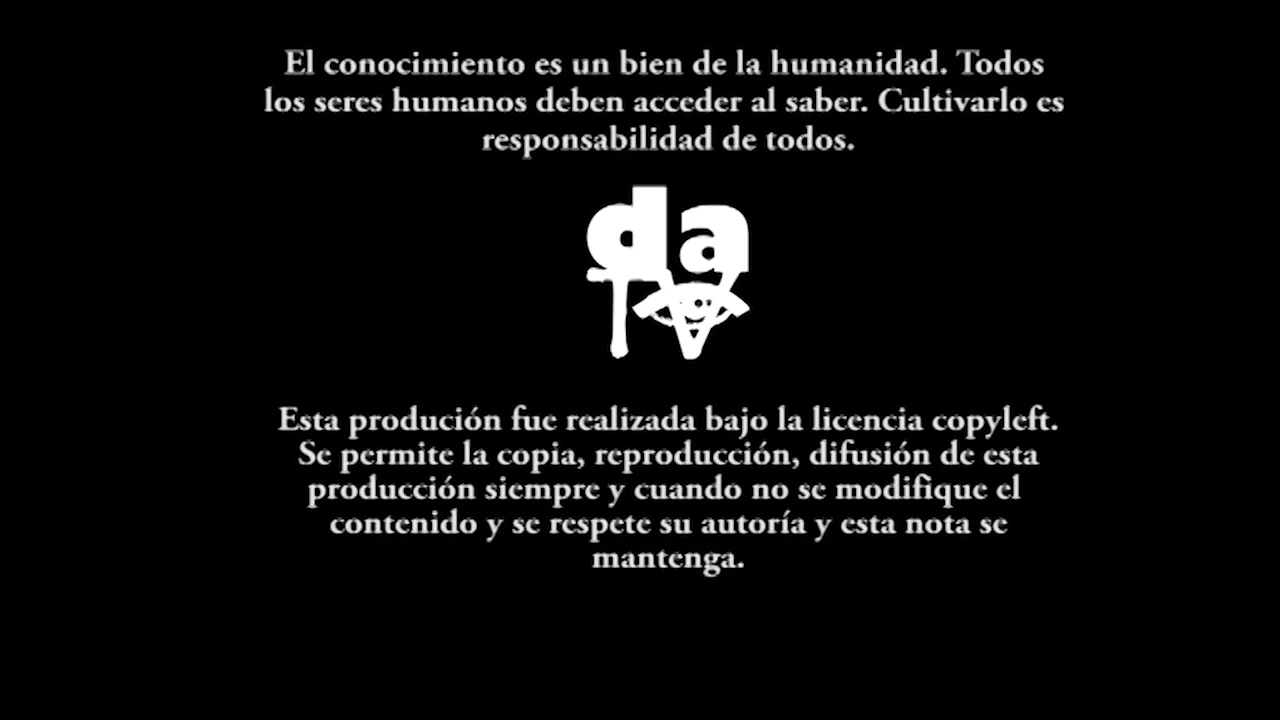 El conocimiento es un bien de la humanidad. Todos
los seres humanos deben acceder al saber. Cultivarlo es
responsabilidad de todos.
da
TV
Esta produción fue realizada bajo la licencia copyleft.
Se permite la copia, reproducción, difusión de esta
producción siempre y cuando no se modifique el
contenido y se respete su autoría y esta nota se
mantenga.